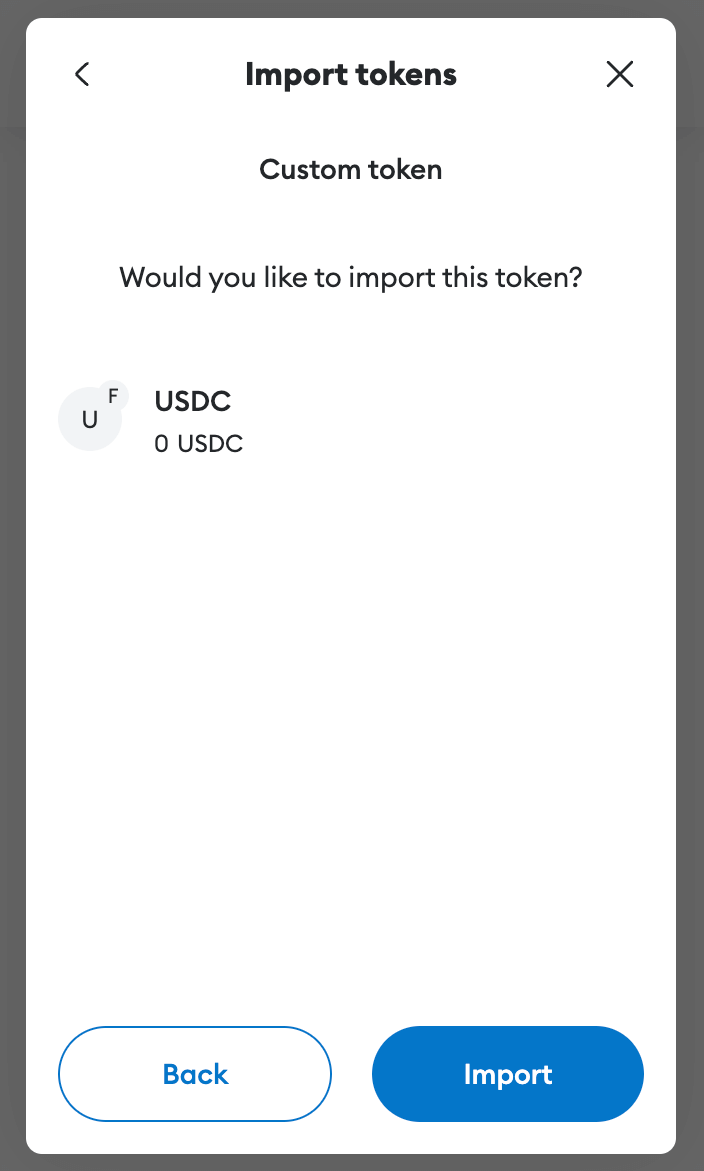 Import tokens
Custom token
Would you like to import this token?
F
U
USDC
0 USDC
Back
Import